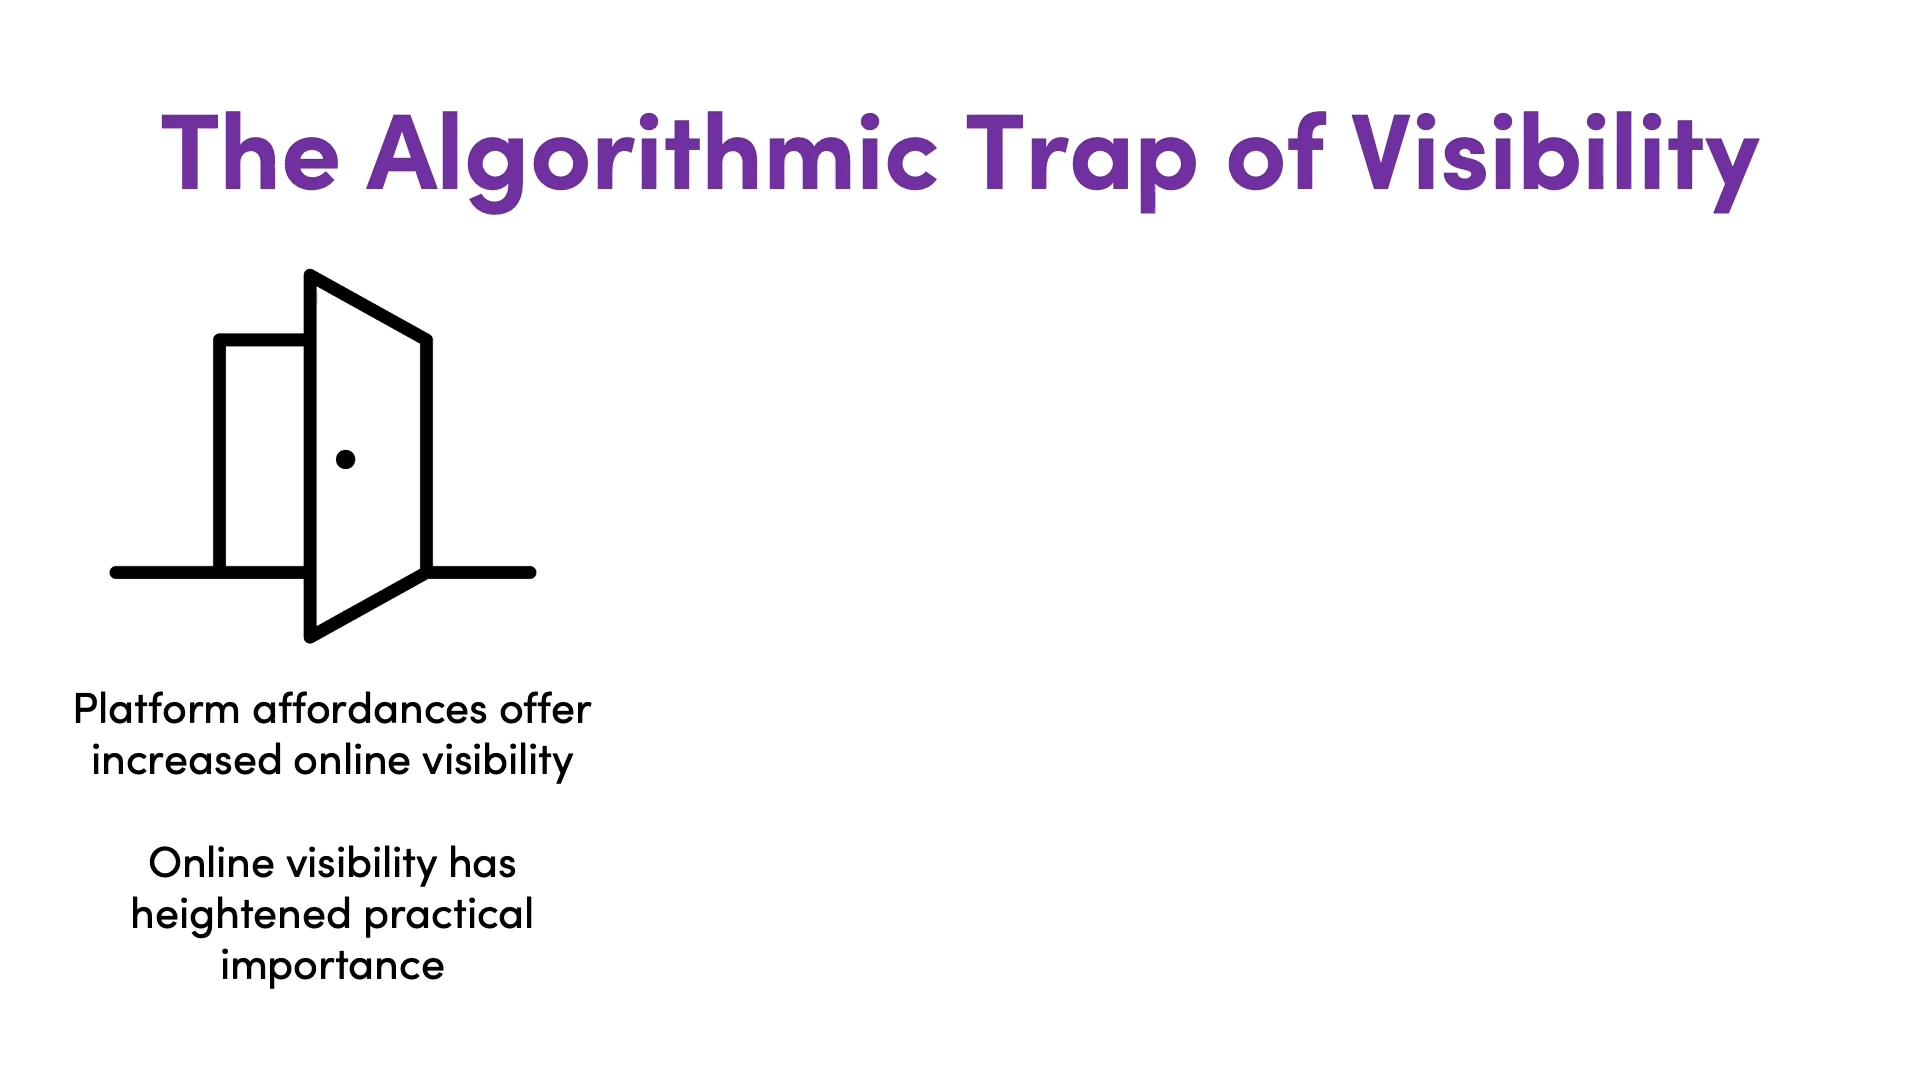 The Algorithmic Trap of Visibility
Platform affordances offer
increased online visibility
Online visibility has
heightened practical
importance